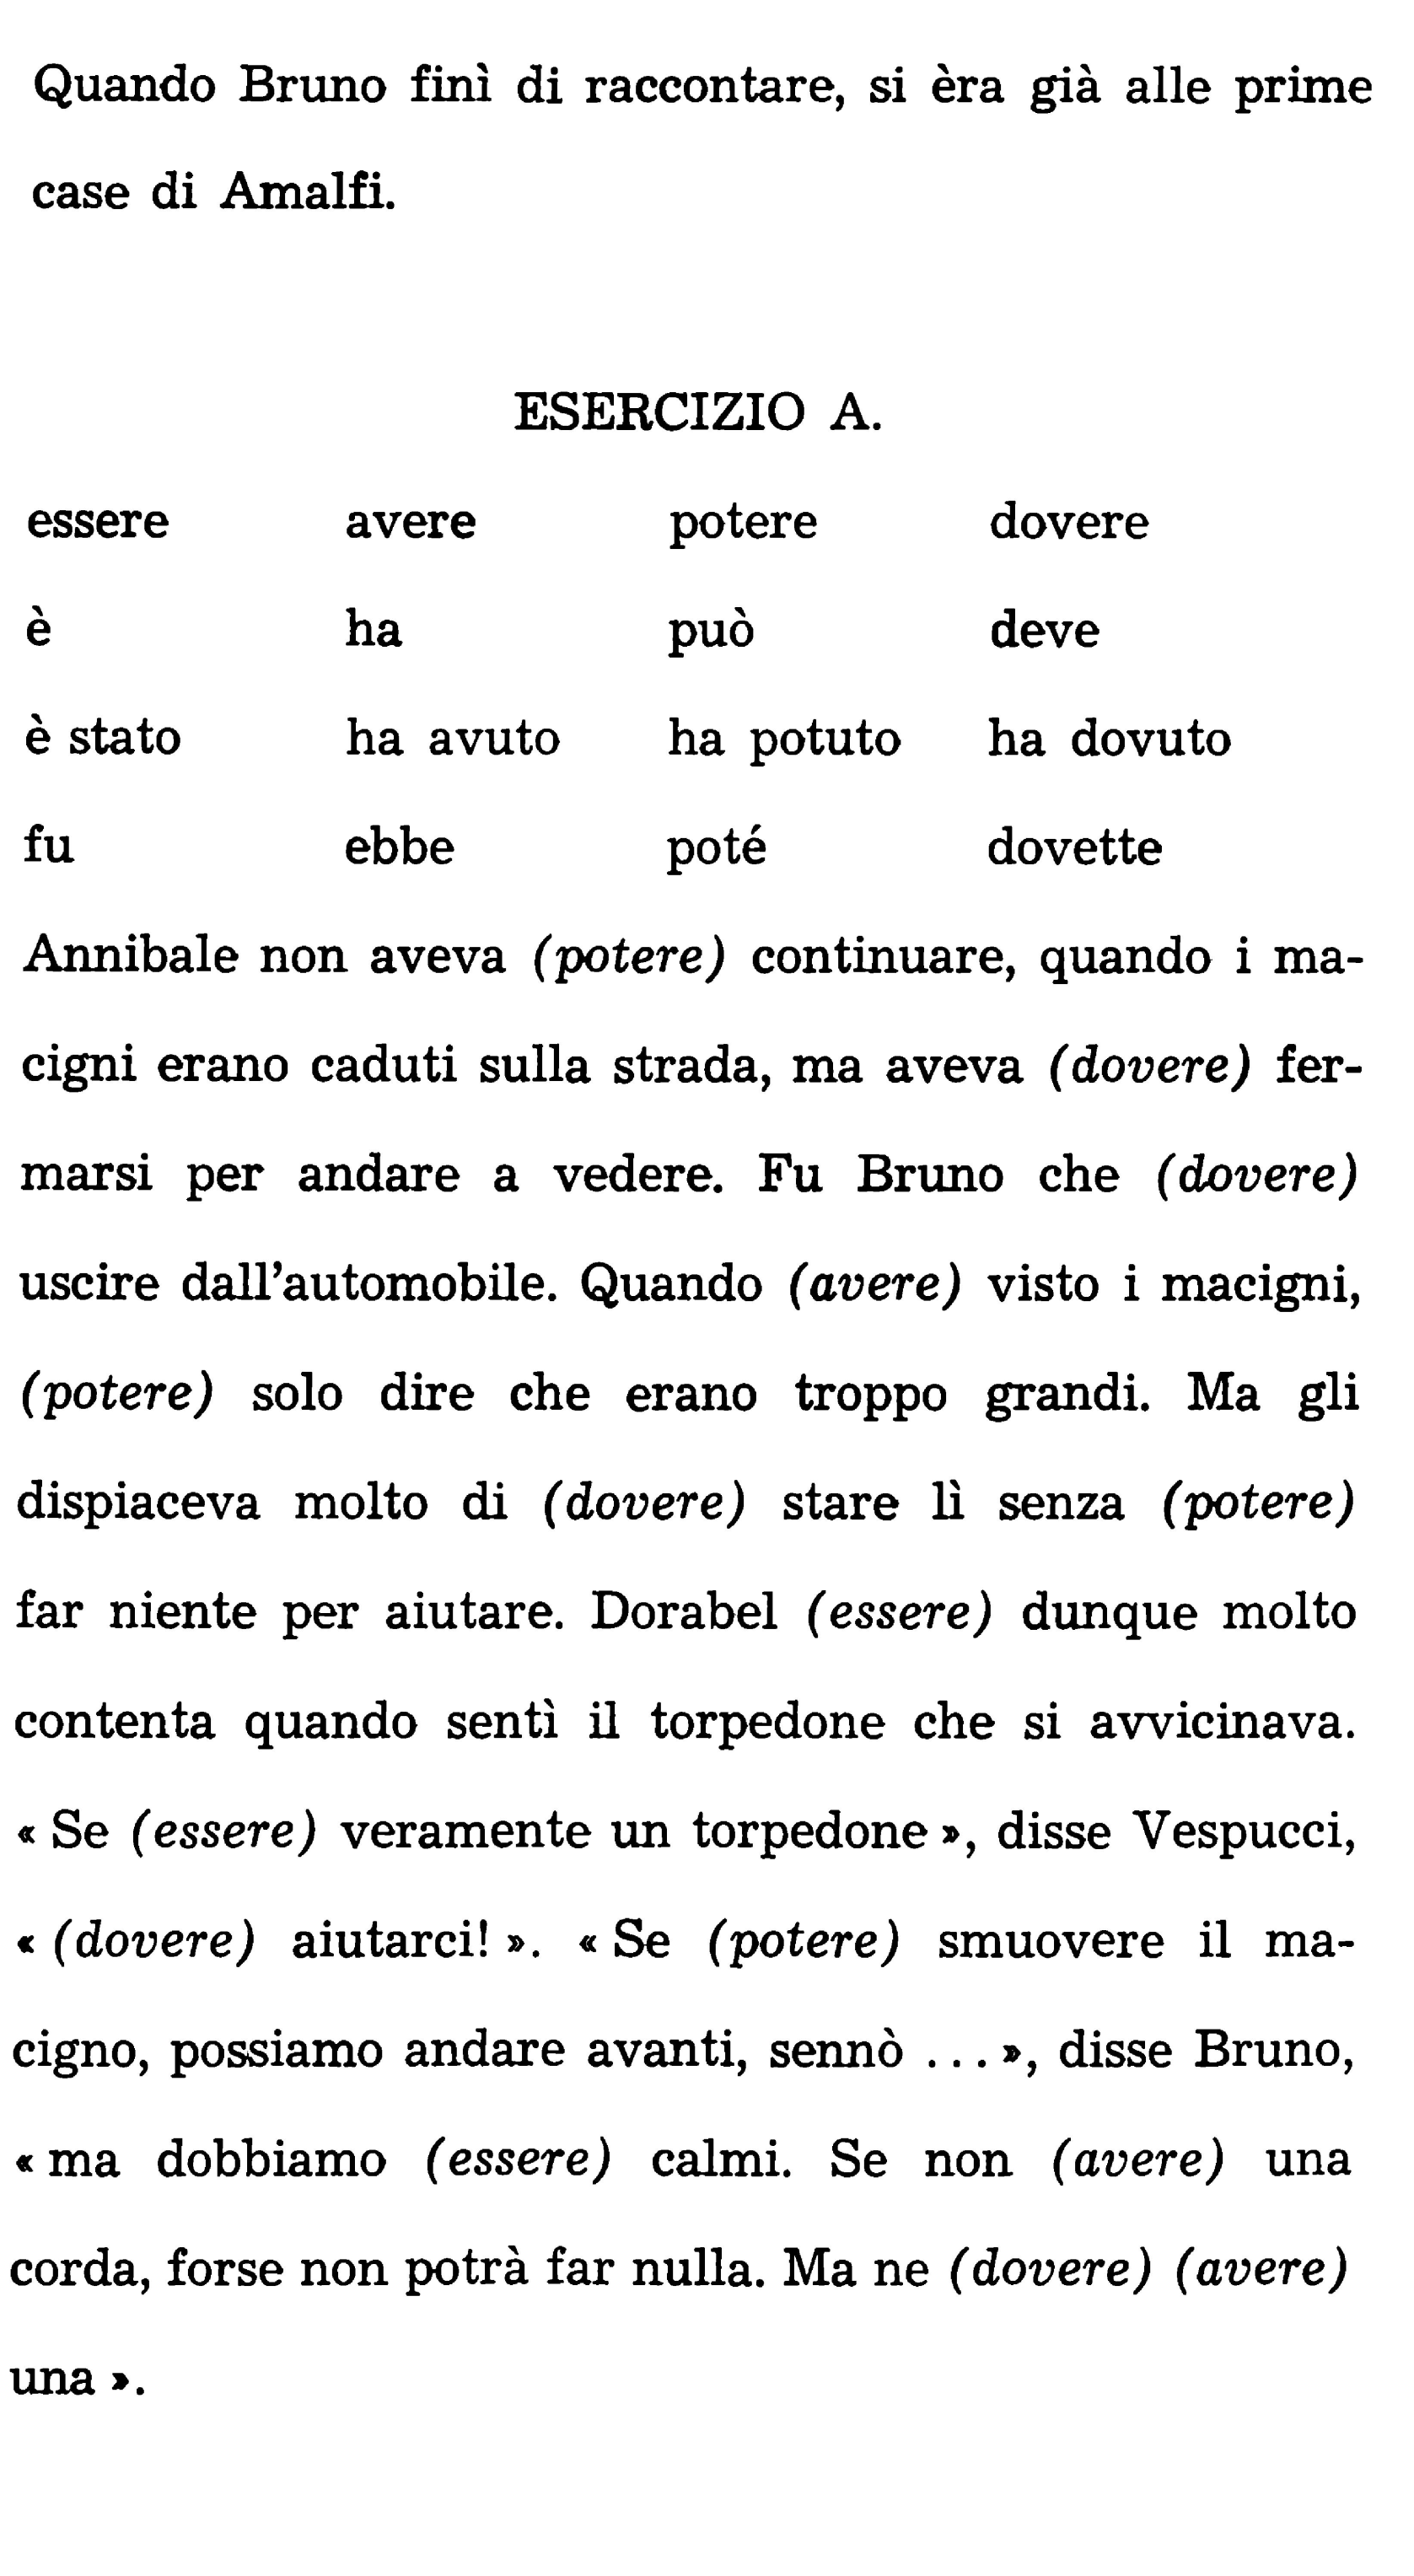 Quando Bruno finì di raccontare, si èra già alle prime
case di Amalfi.
ESERCIZIO A.
essere avere potere dovere
è ha può deve
è stato ha avuto ha potuto ha dovuto
fu ebbe poté dovette
Annibale non aveva (potere) continuare, quando i ma-
cigni erano caduti sulla strada, ma aveva (dovere) fer-
marsi per andare a vedere. Fu Bruno che (dovere)
uscire dall'automobile. Quando (avere) visto i macigni,
(potere) solo dire che erano troppo grandi. Ma gli
dispiaceva molto di (dovere) stare lì senza (potere)
far niente per aiutare. Dorabel (essere) dunque molto
contenta quando sentì il torpedone che si avvicinava.
« Se (essere) veramente un torpedone », disse Vespucci,
« (dovere) aiutarci! ». « Se (potere) smuovere il ma-
cigno, possiamo andare avanti, sennò ... », disse Bruno,
« ma dobbiamo (essere) calmi. Se non (avere) una
corda, forse non potrà far nulla. Ma ne (dovere) (avere)
una ».